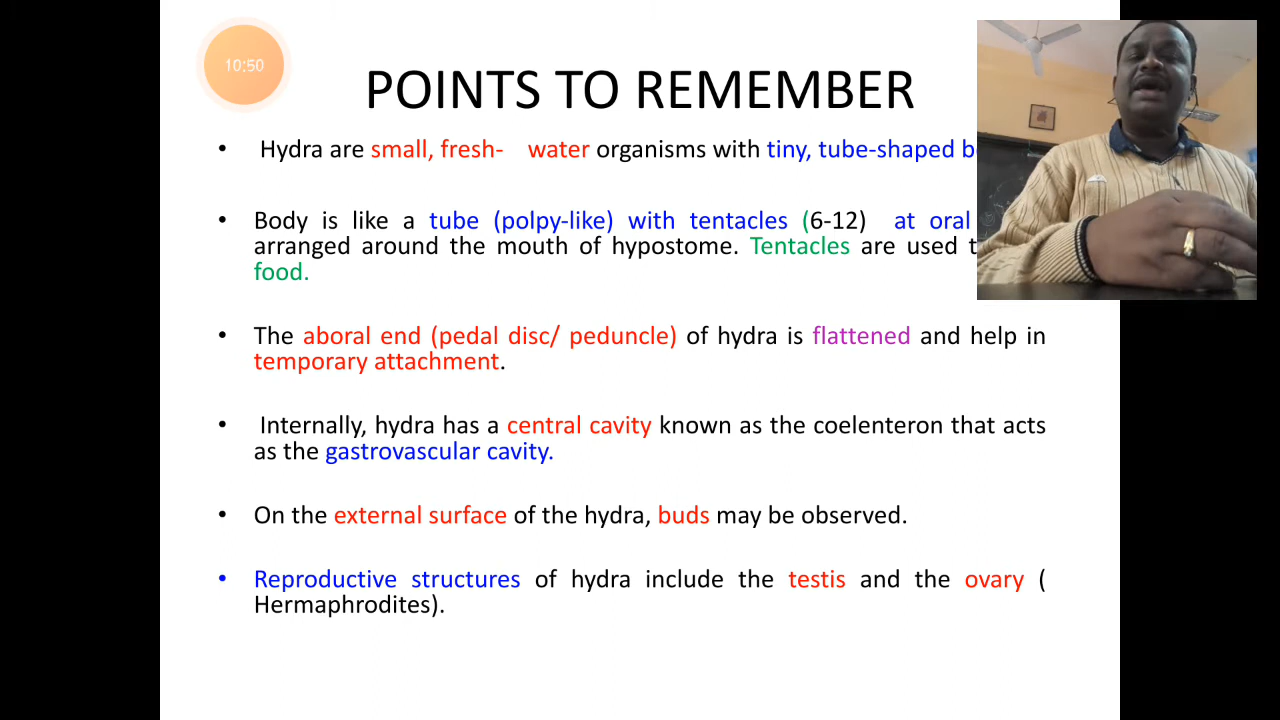 10:50
POINTS TO REMEMBER
• Hydra are small, fresh- water organisms with tiny, tube-shaped
• Body is like a tube (polpy-like) with tentacles (6-12) at oral
arranged around the mouth of hypostome. Tentacles are used
food.
• The aboral end (pedal disc/ peduncle) of hydra is flattened and help in
temporary attachment.
• Internally, hydra has a central cavity known as the coelenteron that acts
as the gastrovascular cavity.
• On the external surface of the hydra, buds may be observed.
• Reproductive structures of hydra include the testis and the ovary (
Hermaphrodites).